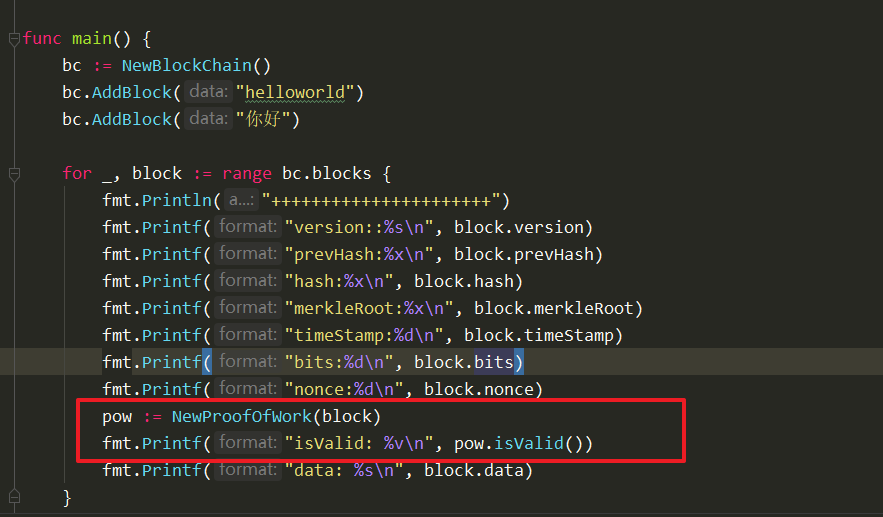 func main() {
bc := NewBlockChain()
bc.AddBlock( data: "helloworld")
bc.AddBlock( data: "你好")
for _, block := range bc.blocks {
fmt.Println( a...: "++++++++++++++++++++++")
fmt.Printf( format: "version::%s\n", block.version)
fmt.Printf( format: "prevHash:%x\n", block.prevHash)
fmt.Printf( format: "hash:%x\n", block.hash)
fmt.Printf( format: "merkleRoot:%x\n", block.merkleRoot)
fmt.Printf( format: "timeStamp:%d\n", block.timeStamp)
fmt.Printf( format: "bits:%d\n", block.bits)
fmt.Printf( format: "nonce:%d\n", block.nonce)
pow := NewProofOfWork(block)
fmt.Printf( format: "isValid: %v\n", pow.isValid())
fmt.Printf( format: "data: %s\n", block.data)
}